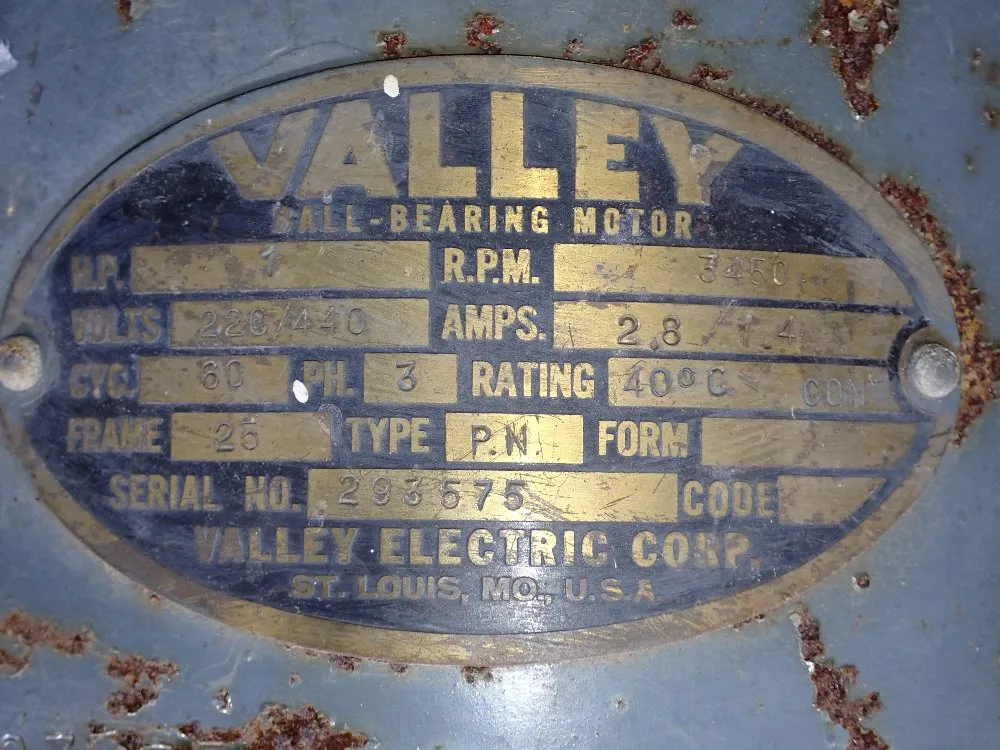 VALLEY
BALL-BEARING MOTOR
H.P. 1 R.P.M. 3450
VOLTS 220/440 AMPS. 2.8 / 1.4
CYC. 60 PH. 3 RATING 40°C CON
FRAME 25 TYPE P.N. FORM
SERIAL NO. 293575 CODE
VALLEY ELECTRIC CORP.
ST. LOUIS, MO., U.S.A.